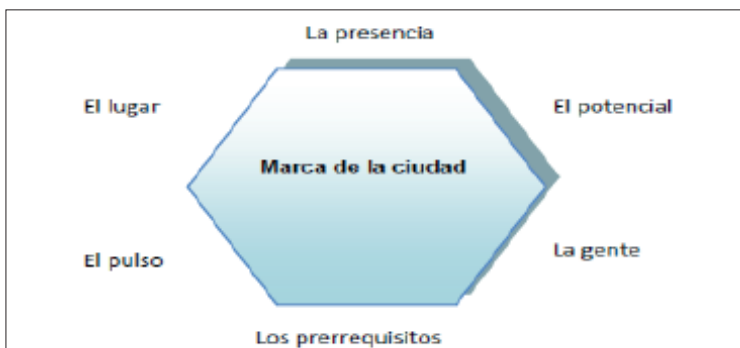 La presencia
El lugar
El potencial
Marca de la ciudad
El pulso
La gente
Los prerrequisitos